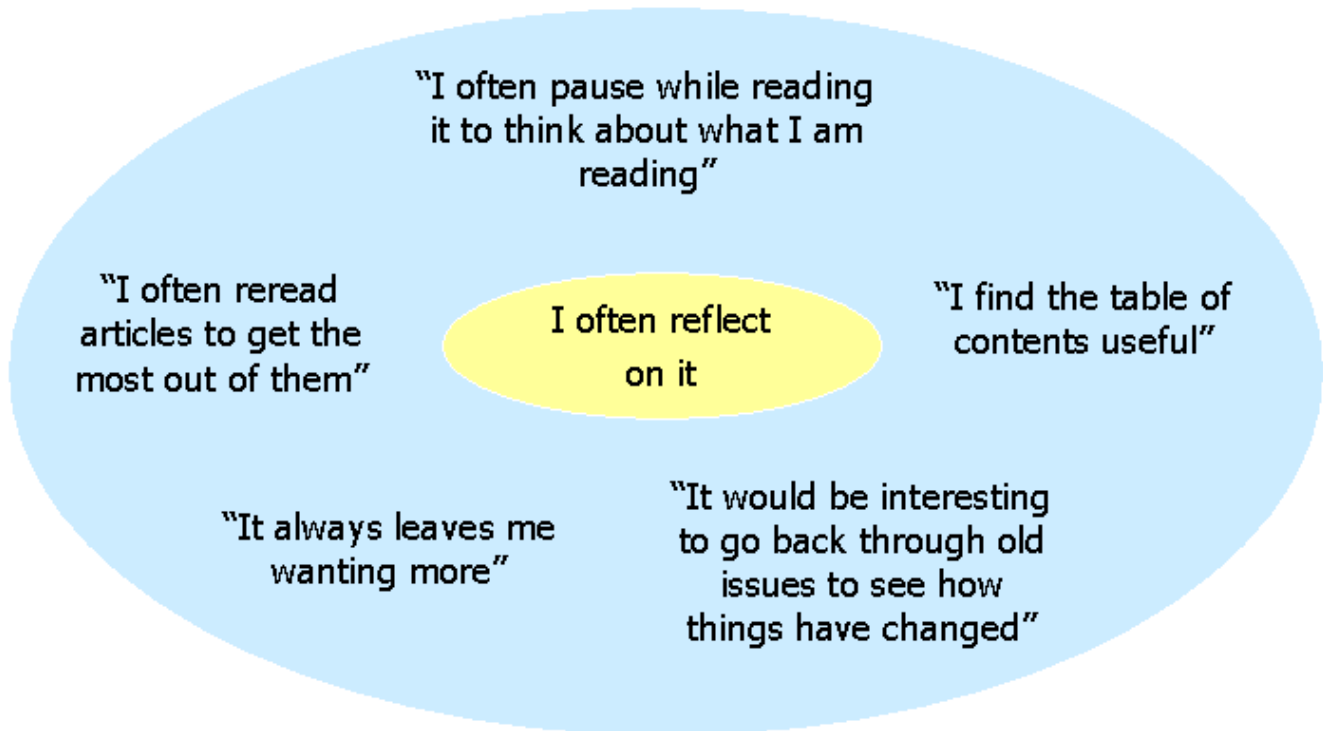 “I often pause while reading
it to think about what I am
reading”
“I often reread
articles to get the
most out of them”
I often reflect
on it
“I find the table of
contents useful”
“It always leaves me
wanting more”
“It would be interesting
to go back through old
issues to see how
things have changed”